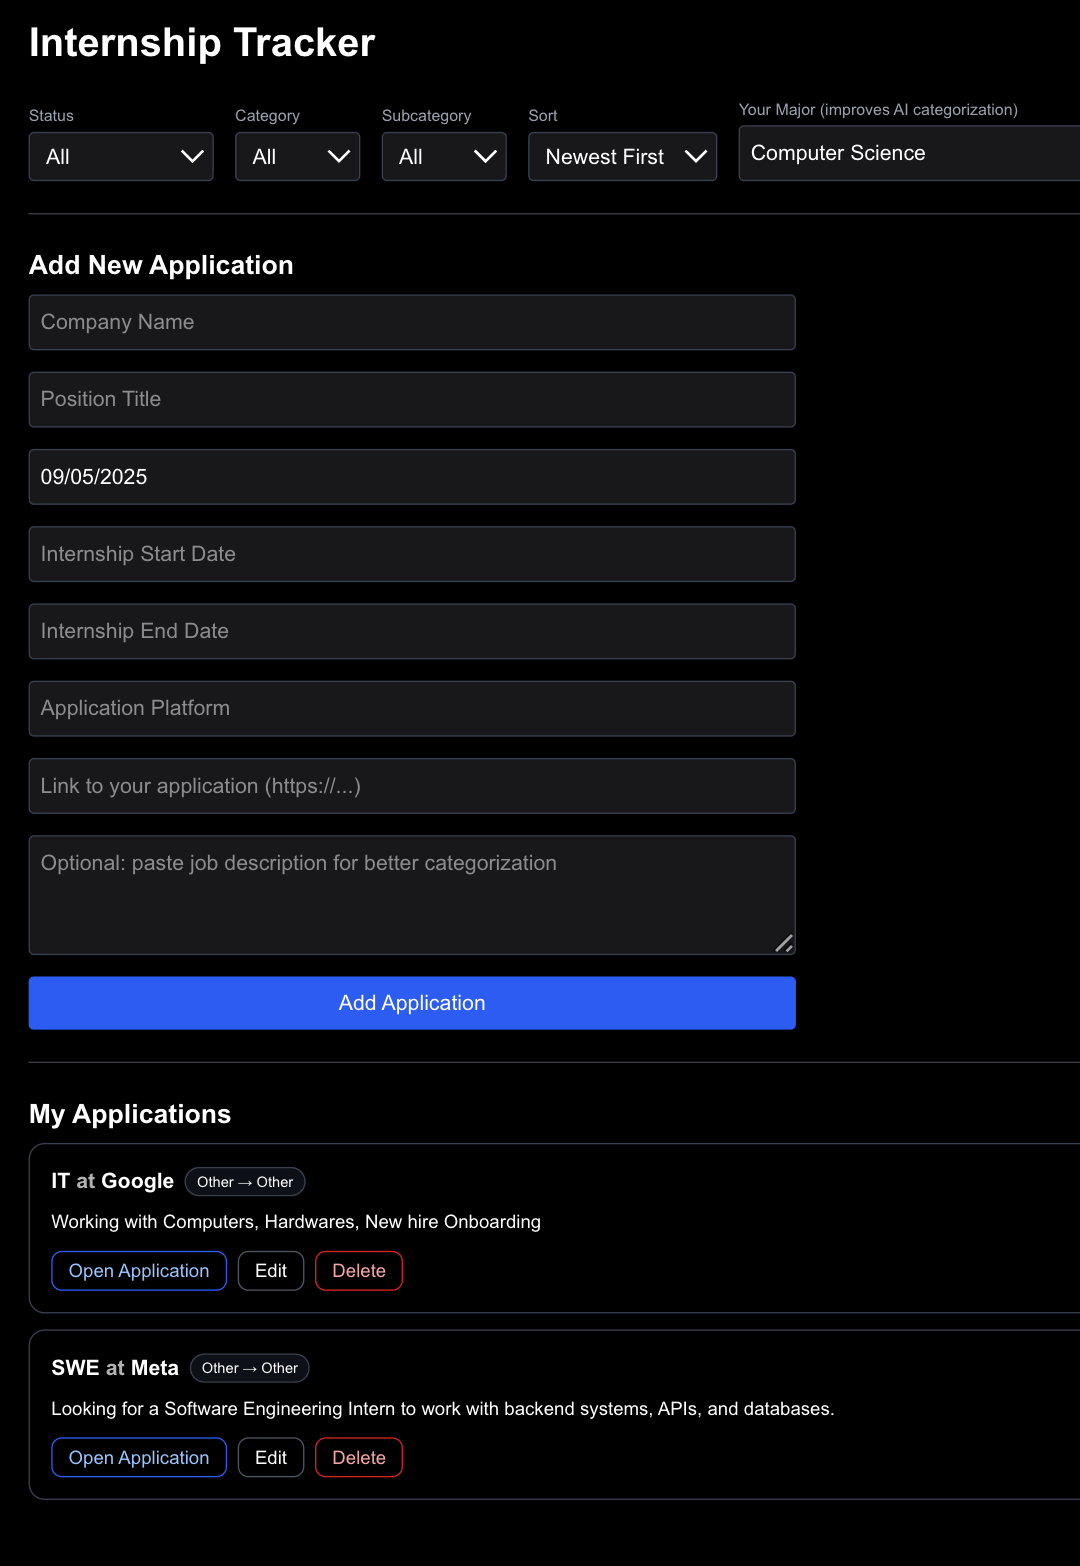 Internship Tracker
Status
Category
Subcategory
Sort
Your Major (improves AI categorization)
All
All
All
Newest First
Computer Science
Add New Application
Company Name
Position Title
09/05/2025
Internship Start Date
Internship End Date
Application Platform
Link to your application (https://...)
Optional: paste job description for better categorization
Add Application
My Applications
IT at Google Other → Other
Working with Computers, Hardwares, New hire Onboarding
Open Application Edit Delete
SWE at Meta Other → Other
Looking for a Software Engineering Intern to work with backend systems, APIs, and databases.
Open Application Edit Delete